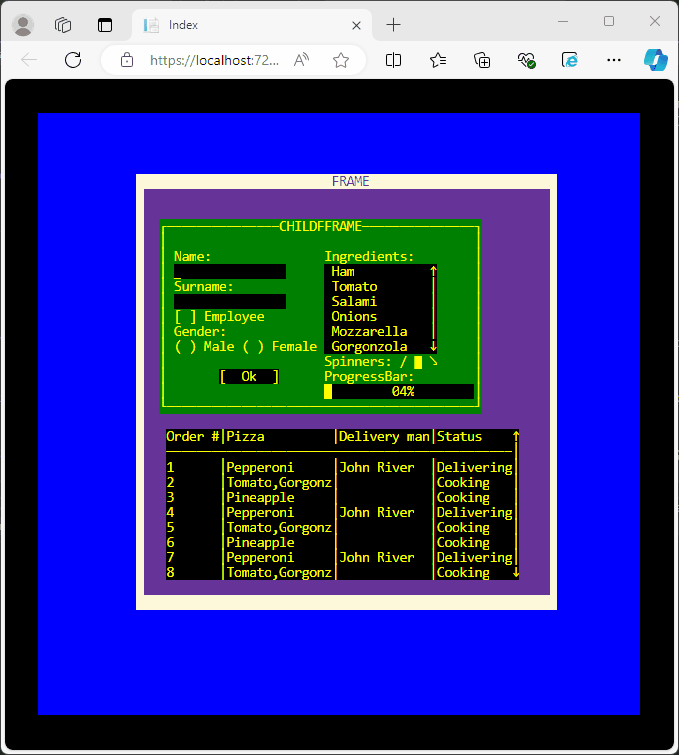 Index
https://localhost:72...
FRAME
CHILDFFRAME
Name:
Surname:
[ ] Employee
Gender:
( ) Male ( ) Female
[ Ok ]
Ingredients:
Ham
Tomato
Salami
Onions
Mozzarella
Gorgonzola
Spinners: /
ProgressBar:
04%
Order #|Pizza|Delivery man|Status
1|Pepperoni|John River|Delivering
2|Tomato,Gorgonz||Cooking
3|Pineapple||Cooking
4|Pepperoni|John River|Delivering
5|Tomato,Gorgonz||Cooking
6|Pineapple||Cooking
7|Pepperoni|John River|Delivering
8|Tomato,Gorgonz||Cooking